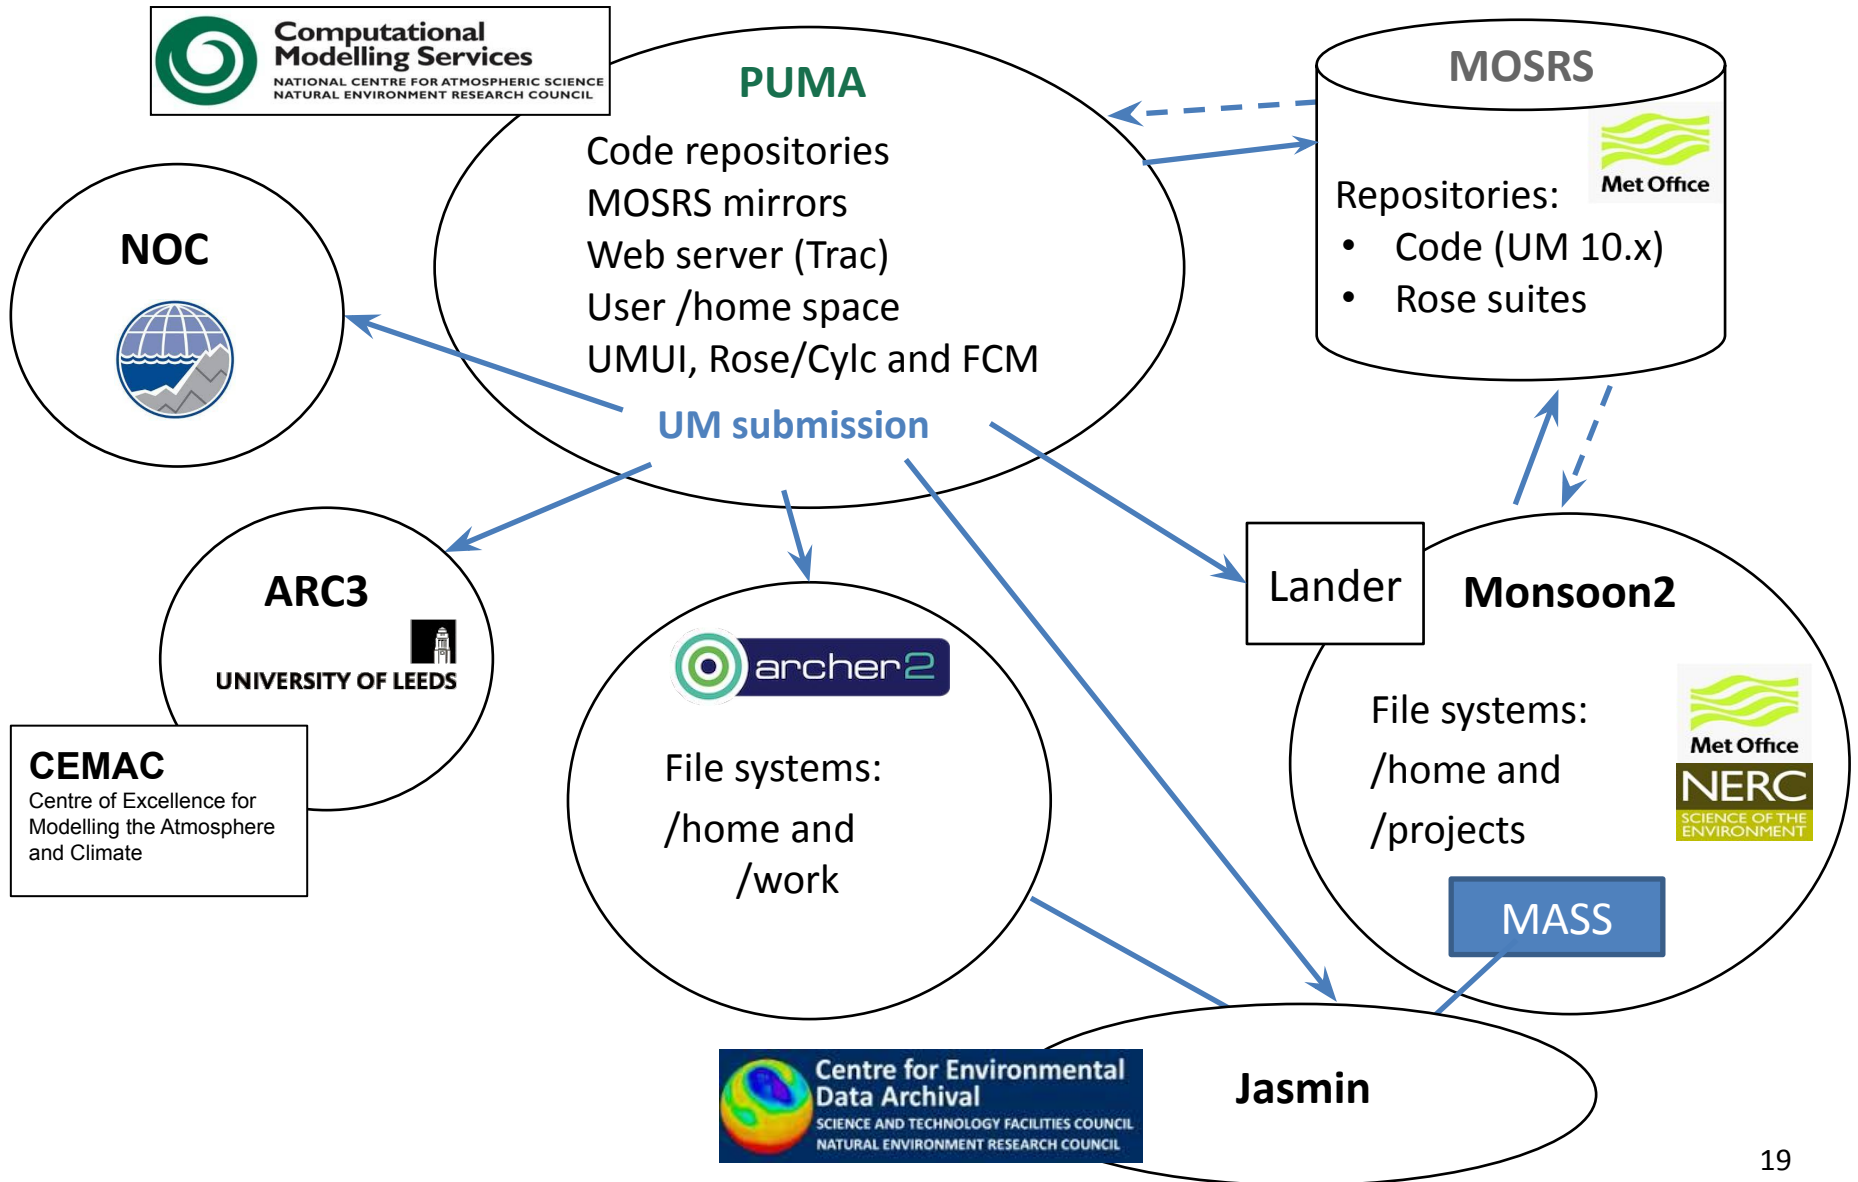 Computational
Modelling Services
NATIONAL CENTRE FOR ATMOSPHERIC SCIENCE
NATURAL ENVIRONMENT RESEARCH COUNCIL
PUMA
Code repositories
MOSRS mirrors
Web server (Trac)
User /home space
UMUI, Rose/Cylc and FCM
UM submission
MOSRS
Met Office
Repositories:
• Code (UM 10.x)
• Rose suites
NOC
ARC3
UNIVERSITY OF LEEDS
CEMAC
Centre of Excellence for
Modelling the Atmosphere
and Climate
archer2
File systems:
/home and
/work
Lander
Monsoon2
File systems:
/home and
/projects
Met Office
NERC
SCIENCE OF THE
ENVIRONMENT
MASS
Centre for Environmental
Data Archival
SCIENCE AND TECHNOLOGY FACILITIES COUNCIL
NATURAL ENVIRONMENT RESEARCH COUNCIL
Jasmin
19